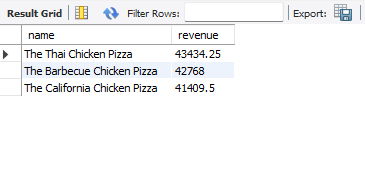 Result Grid Filter Rows: Export:
name revenue
The Thai Chicken Pizza 43434.25
The Barbecue Chicken Pizza 42768
The California Chicken Pizza 41409.5